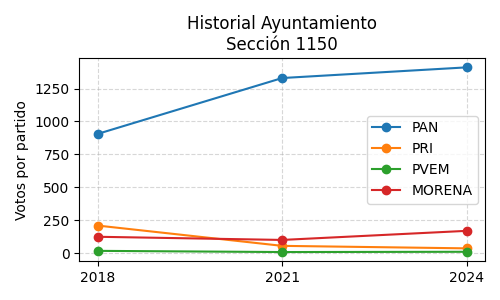 Historial Ayuntamiento
Sección 1150
Votos por partido
1250
1000
750
500
250
0
2018
2021
2024
PAN
PRI
PVEM
MORENA